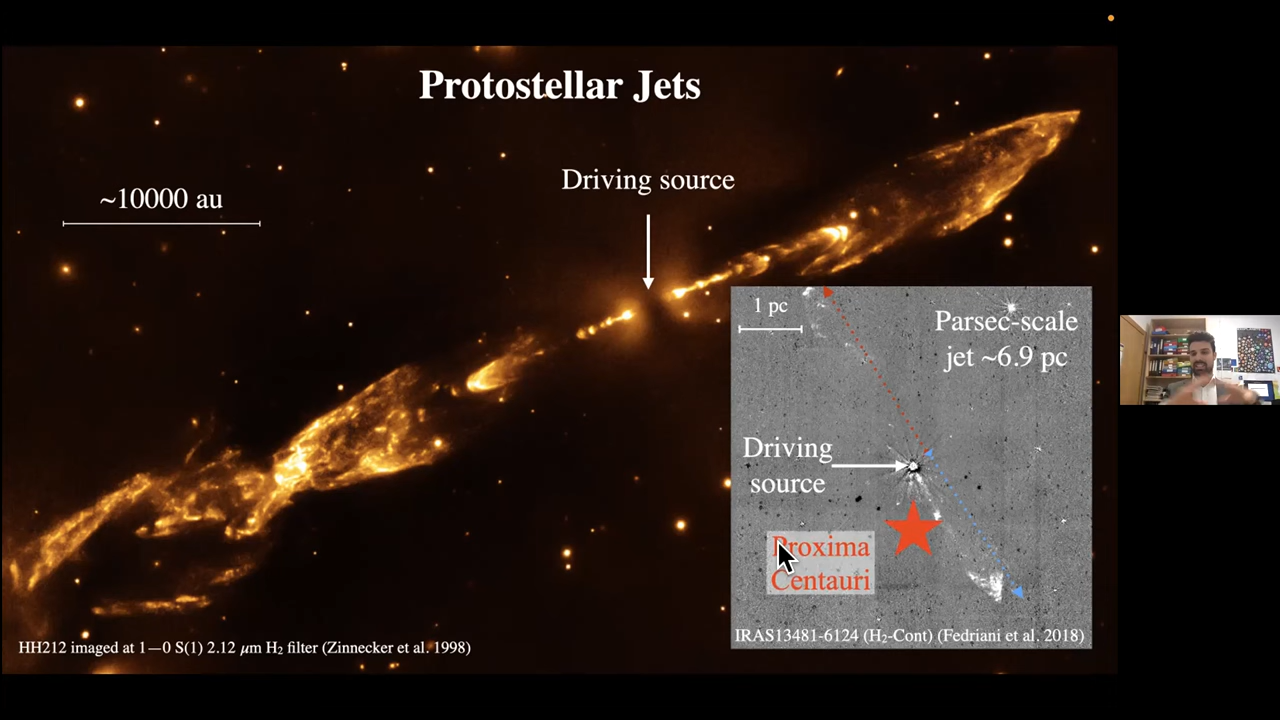 Protostellar Jets
~10000 au
Driving source
1 pc
Parsec-scale
jet ~6.9 pc
Driving
source
Proxima
Centauri
IRAS13481-6124 (H₂-Cont) (Fedriani et al. 2018)
HH212 imaged at 1—0 S(1) 2.12 μm H₂ filter (Zinnecker et al. 1998)